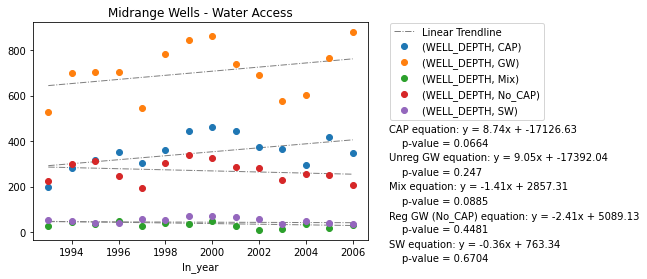 Midrange Wells - Water Access
800
600
400
200
0
1994
1996
1998
2000
2002
2004
2006
In_year
Linear Trendline
(WELL_DEPTH, CAP)
(WELL_DEPTH, GW)
(WELL_DEPTH, Mix)
(WELL_DEPTH, No_CAP)
(WELL_DEPTH, SW)
CAP equation: y = 8.74x + -17126.63
p-value = 0.0664
Unreg GW equation: y = 9.05x + -17392.04
p-value = 0.247
Mix equation: y = -1.41x + 2857.31
p-value = 0.0885
Reg GW (No_CAP) equation: y = -2.41x + 5089.13
p-value = 0.4481
SW equation: y = -0.36x + 763.34
p-value = 0.6704